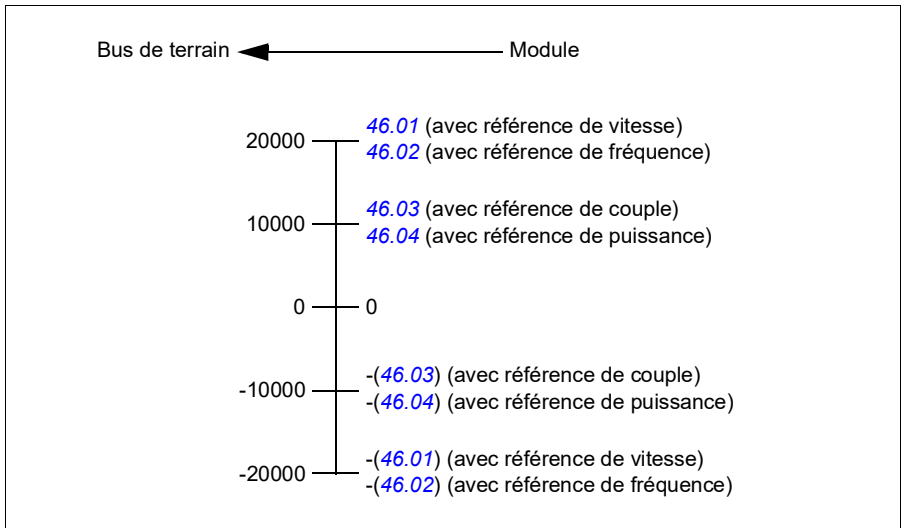 Bus de terrain Module
46.01 (avec référence de vitesse)
20000
46.02 (avec référence de fréquence)
46.03 (avec référence de couple)
10000
46.04 (avec référence de puissance)
0 0
-(46.03) (avec référence de couple)
-10000
-(46.04) (avec référence de puissance)
-(46.01) (avec référence de vitesse)
-20000
-(46.02) (avec référence de fréquence)